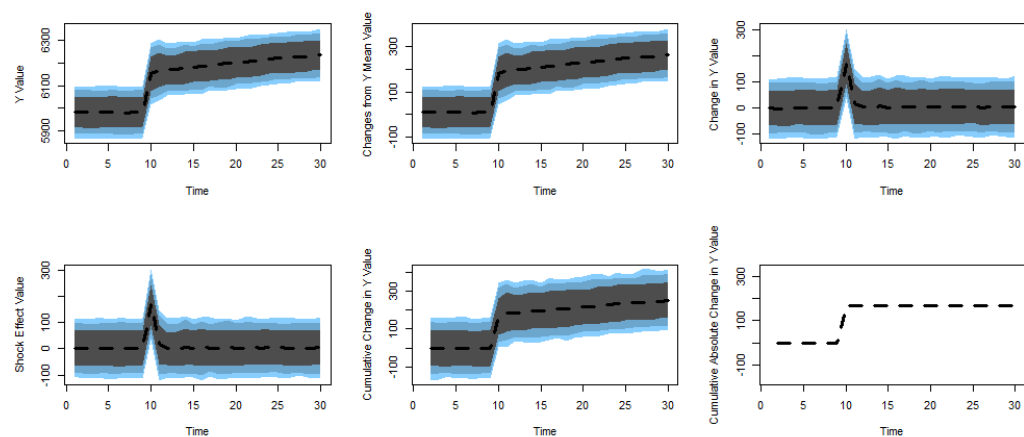 Y Value
5900 6100 6300
0 5 10 15 20 25 30
Time
Changes from Y Mean Value
-100 100 300
0 5 10 15 20 25 30
Time
Change in Y Value
-100 0 100 300
0 5 10 15 20 25 30
Time
Shock Effect Value
-100 0 100 300
0 5 10 15 20 25 30
Time
Cumulative Change in Y Value
-100 100 300
0 5 10 15 20 25 30
Time
Cumulative Absolute Change in Y Value
-100 100 300
0 5 10 15 20 25 30
Time